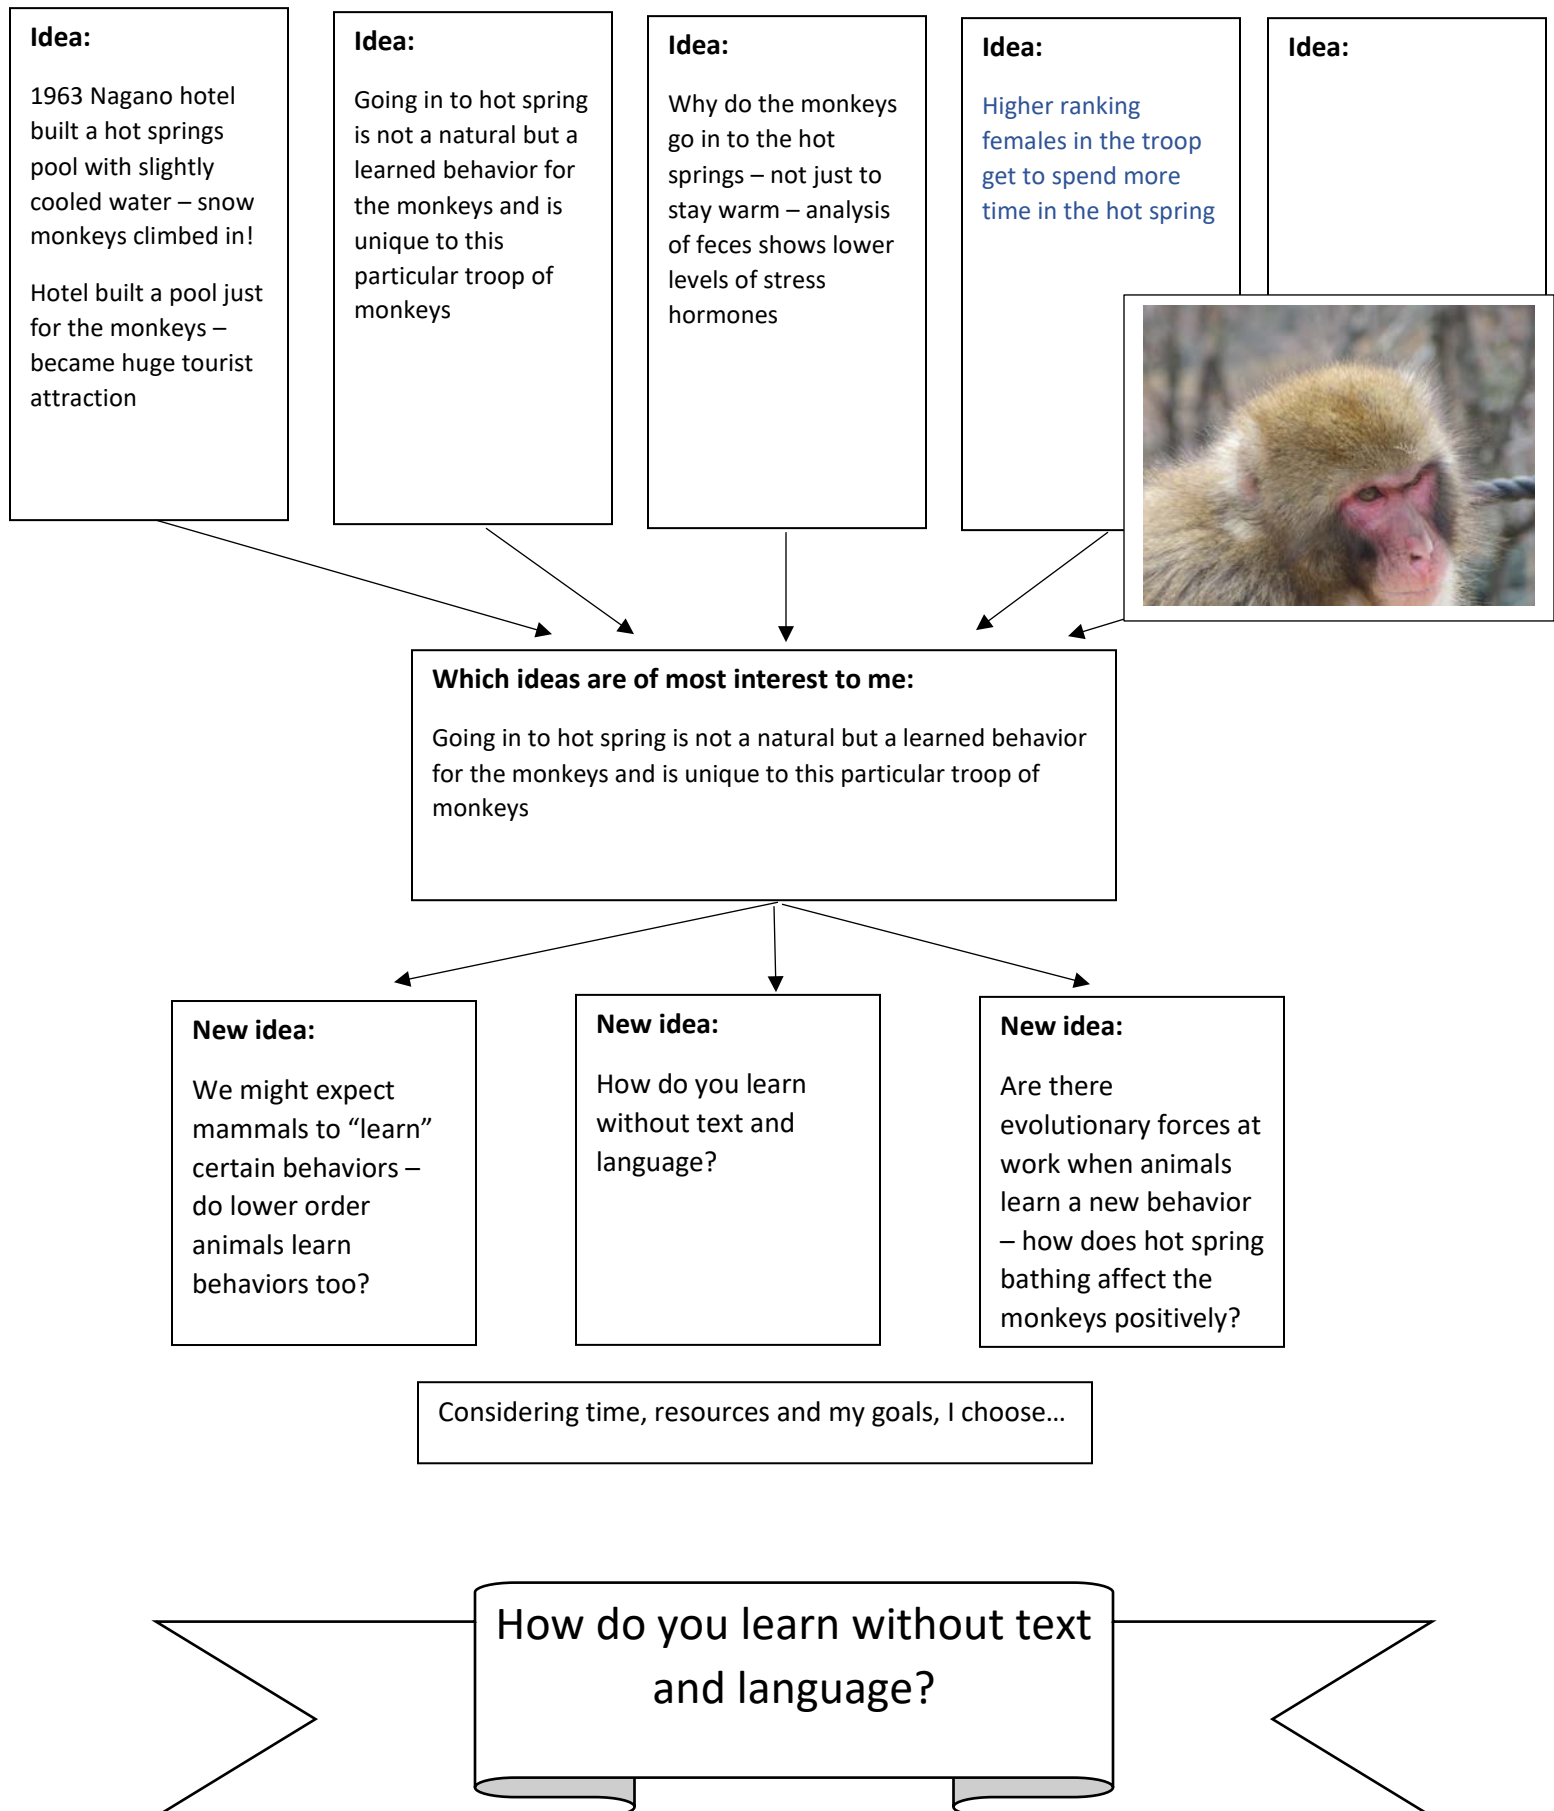 Idea:
1963 Nagano hotel
built a hot springs
pool with slightly
cooled water – snow
monkeys climbed in!
Hotel built a pool just
for the monkeys –
became huge tourist
attraction
Idea:
Going in to hot spring
is not a natural but a
learned behavior for
the monkeys and is
unique to this
particular troop of
monkeys
Idea:
Why do the monkeys
go in to the hot
springs – not just to
stay warm – analysis
of feces shows lower
levels of stress
hormones
Idea:
Higher ranking
females in the troop
get to spend more
time in the hot spring
Idea:
Which ideas are of most interest to me:
Going in to hot spring is not a natural but a learned behavior
for the monkeys and is unique to this particular troop of
monkeys
New idea:
We might expect
mammals to “learn”
certain behaviors –
do lower order
animals learn
behaviors too?
New idea:
How do you learn
without text and
language?
New idea:
Are there
evolutionary forces at
work when animals
learn a new behavior
– how does hot spring
bathing affect the
monkeys positively?
Considering time, resources and my goals, I choose…
How do you learn without text
and language?